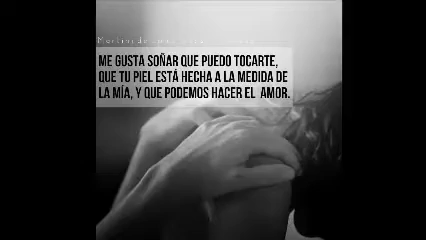 ME GUSTA SOÑAR QUE PUEDO TOCARTE,
QUE TU PIEL ESTÁ HECHA A LA MEDIDA DE
LA MÍA, Y QUE PODEMOS HACER EL AMOR.